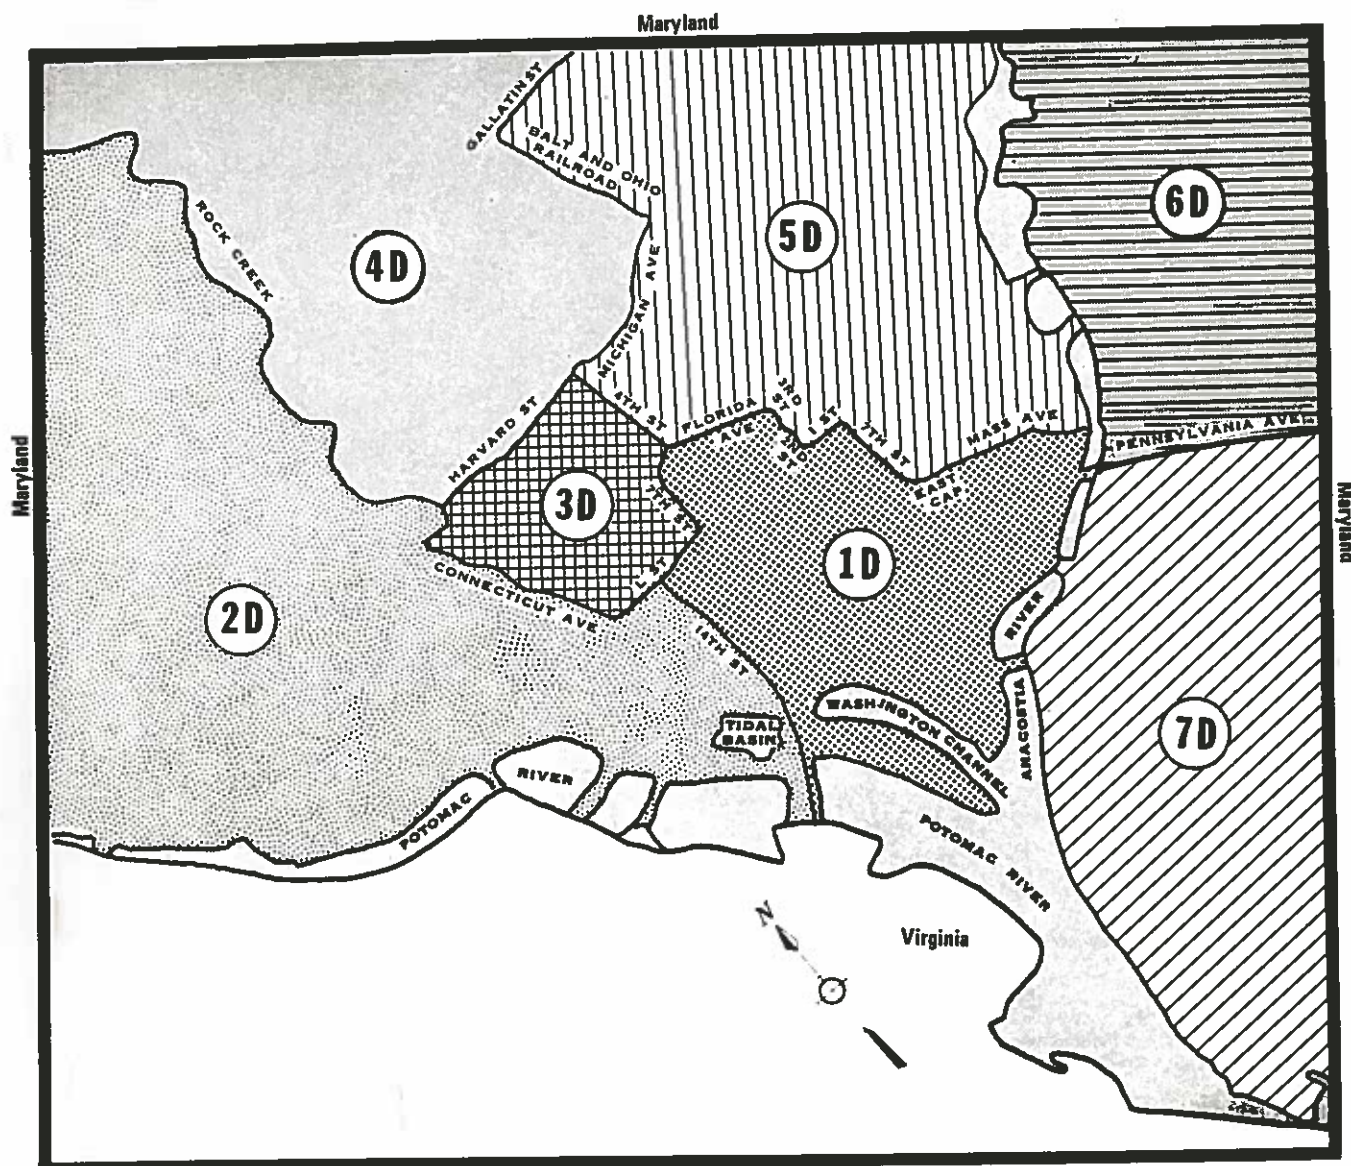 Maryland
GALLATIN ST
BALT AND OHIO
RAILROAD
6D
5D
4D
ROCK CREEK
MICHIGAN AVE
HARVARD ST
4TH ST
FLORIDA
AVE
3RD
ST
2ND
ST
I ST
7TH ST
MASS AVE
EAST
CAP
PENNSYLVANIA AVE
Maryland
Maryland
3D
7TH ST
L ST
1D
CONNECTICUT AVE
2D
14TH ST
RIVER
ANACOSTIA
WASHINGTON CHANNEL
TIDAL
BASIN
7D
RIVER
POTOMAC
POTOMAC RIVER
N
Virginia